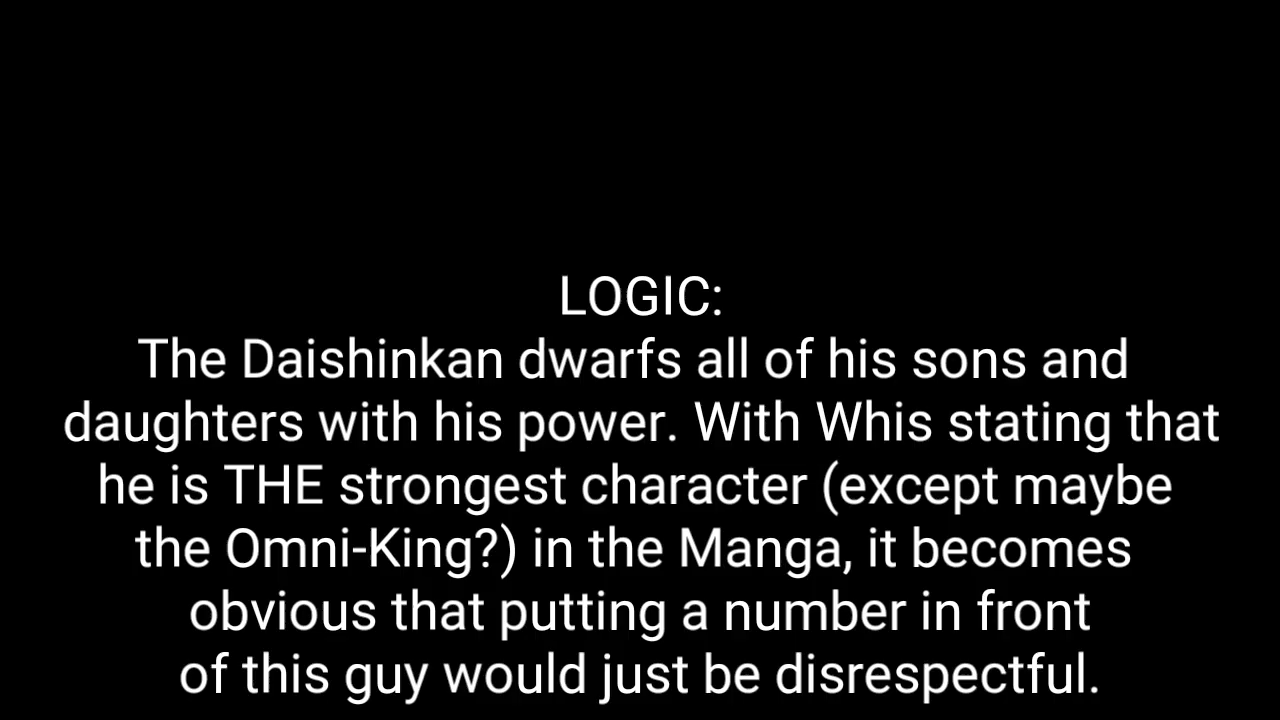 LOGIC:
The Daishinkan dwarfs all of his sons and
daughters with his power. With Whis stating that
he is THE strongest character (except maybe
the Omni-King?) in the Manga, it becomes
obvious that putting a number in front
of this guy would just be disrespectful.